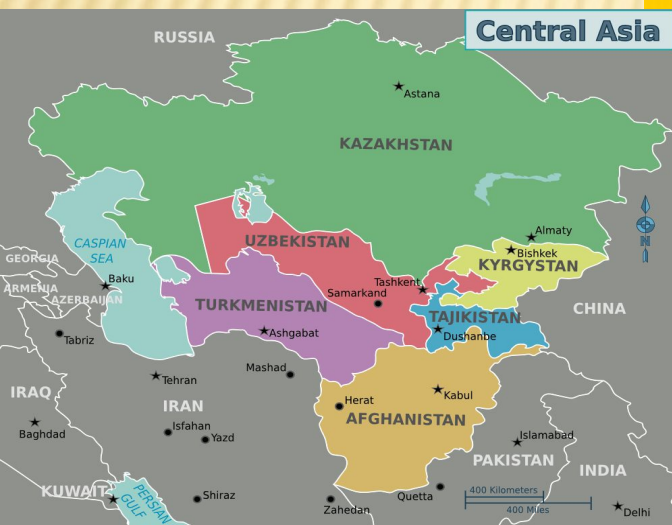 Central Asia
RUSSIA
Astana
KAZAKHSTAN
CASPIAN
SEA
UZBEKISTAN
Almaty
Bishkek
KYRGYSTAN
N
GEORGIA
Baku
Tashkent
Samarkand
ARMENIA
AZERBAIJAN
TURKMENISTAN
TAJIKISTAN
CHINA
Ashgabat
Dushanbe
Tabriz
Mashad
Tehran
IRAQ
IRAN
Herat
Kabul
AFGHANISTAN
Baghdad
Isfahan
Yazd
Islamabad
PAKISTAN
INDIA
KUWAIT
PERSIAN
GULF
Shiraz
Zahedan
Quetta
400 Kilometers
400 Miles
Delhi